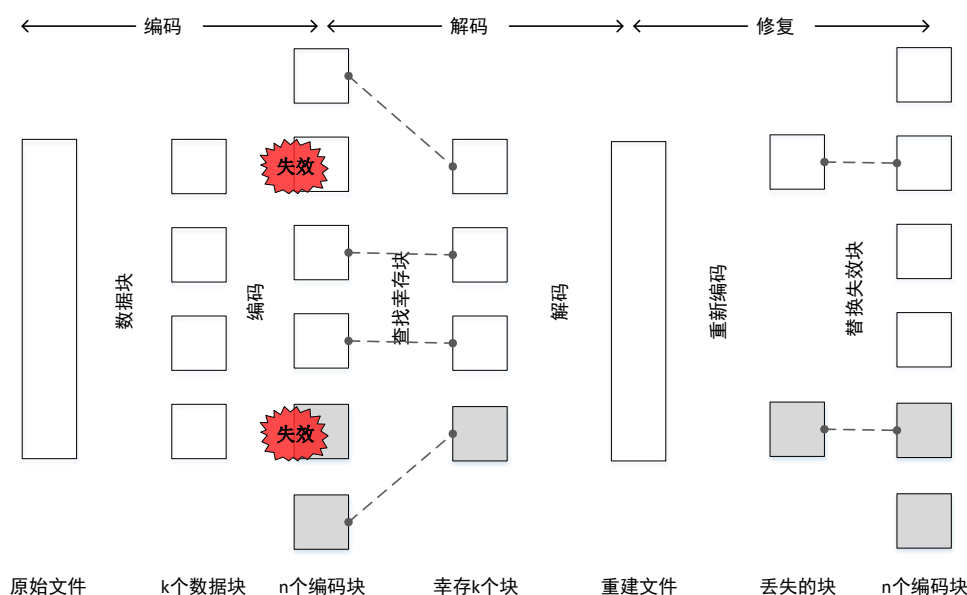 编码
解码
修复
失效
数据块
编码
查找幸存块
解码
重新编码
替换失效块
失效
原始文件
k个数据块
n个编码块
幸存k个块
重建文件
丢失的块
n个编码块